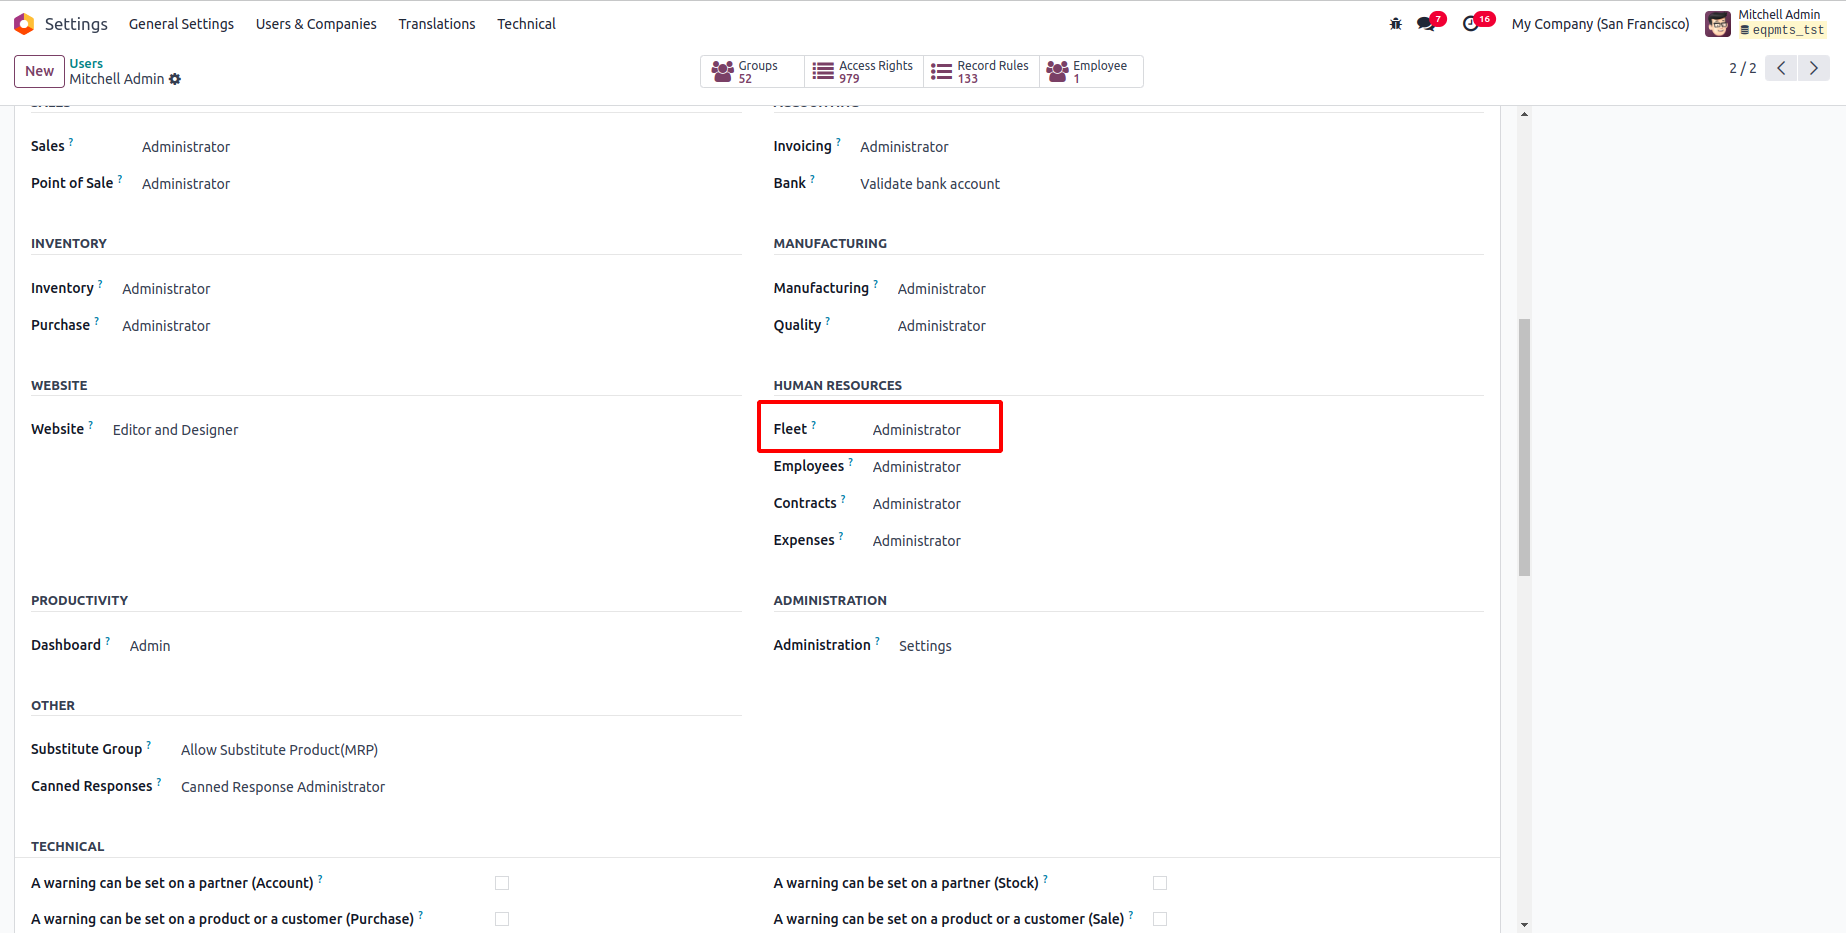 Settings General Settings Users & Companies Translations Technical 7 16 My Company (San Francisco) Mitchell Admin
eqpmts_tst
New Users
Mitchell Admin
Groups 52 Access Rights 979 Record Rules 133 Employee 1
2 / 2
SALES ACCOUNTING
Sales ? Administrator Invoicing ? Administrator
Point of Sale ? Administrator Bank ? Validate bank account
INVENTORY MANUFACTURING
Inventory ? Administrator Manufacturing ? Administrator
Purchase ? Administrator Quality ? Administrator
WEBSITE HUMAN RESOURCES
Website ? Editor and Designer Fleet ? Administrator
Employees ? Administrator
Contracts ? Administrator
Expenses ? Administrator
PRODUCTIVITY ADMINISTRATION
Dashboard ? Admin Administration ? Settings
OTHER
Substitute Group ? Allow Substitute Product(MRP)
Canned Responses ? Canned Response Administrator
TECHNICAL
A warning can be set on a partner (Account) ? A warning can be set on a partner (Stock) ?
A warning can be set on a product or a customer (Purchase) ? A warning can be set on a product or a customer (Sale) ?